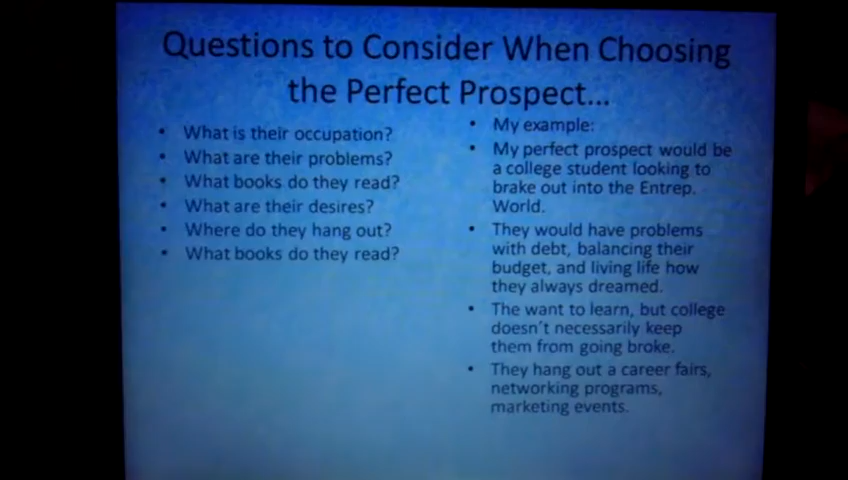 Questions to Consider When Choosing
the Perfect Prospect...
• What is their occupation?
• What are their problems?
• What books do they read?
• What are their desires?
• Where do they hang out?
• What books do they read?
• My example:
• My perfect prospect would be
a college student looking to
brake out into the Entrep.
World.
• They would have problems
with debt, balancing their
budget, and living life how
they always dreamed.
• The want to learn, but college
doesn't necessarily keep
them from going broke.
• They hang out a career fairs,
networking programs,
marketing events.